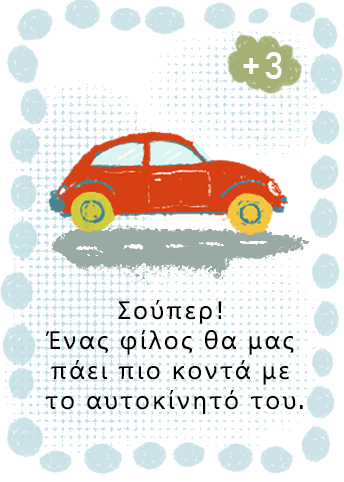 +3
Σούπερ!
Ένας φίλος θα μας
πάει πιο κοντά με
το αυτοκίνητό του.